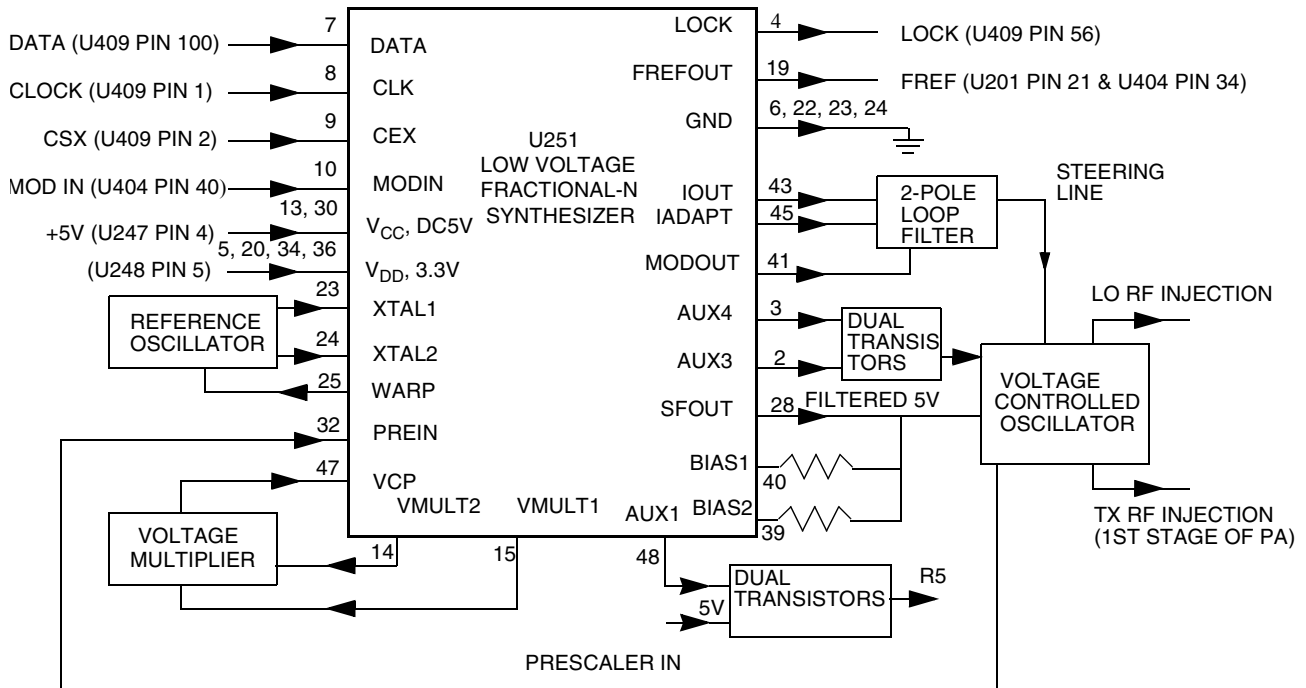 7
DATA (U409 PIN 100)
DATA
8
CLOCK (U409 PIN 1)
CLK
9
CSX (U409 PIN 2)
CEX
10
MOD IN (U404 PIN 40)
MODIN
13, 30
+5V (U247 PIN 4)
VCC, DC5V
5, 20, 34, 36
(U248 PIN 5)
VDD, 3.3V
23
XTAL1
REFERENCE
OSCILLATOR
24
XTAL2
25
WARP
32
PREIN
47
VCP
VOLTAGE
MULTIPLIER
VMULT2
14
VMULT1
15
AUX1
48
U251
LOW VOLTAGE
FRACTIONAL-N
SYNTHESIZER
LOCK
4
LOCK (U409 PIN 56)
FREFOUT
19
FREF (U201 PIN 21 & U404 PIN 34)
GND
6, 22, 23, 24
IOUT
43
IADAPT
45
2-POLE
LOOP
FILTER
STEERING
LINE
MODOUT
41
AUX4
3
AUX3
2
DUAL
TRANSIS
TORS
LO RF INJECTION
VOLTAGE
CONTROLLED
OSCILLATOR
SFOUT
28
FILTERED 5V
BIAS1
40
BIAS2
39
TX RF INJECTION
(1ST STAGE OF PA)
DUAL
TRANSISTORS
5V
R5
PRESCALER IN